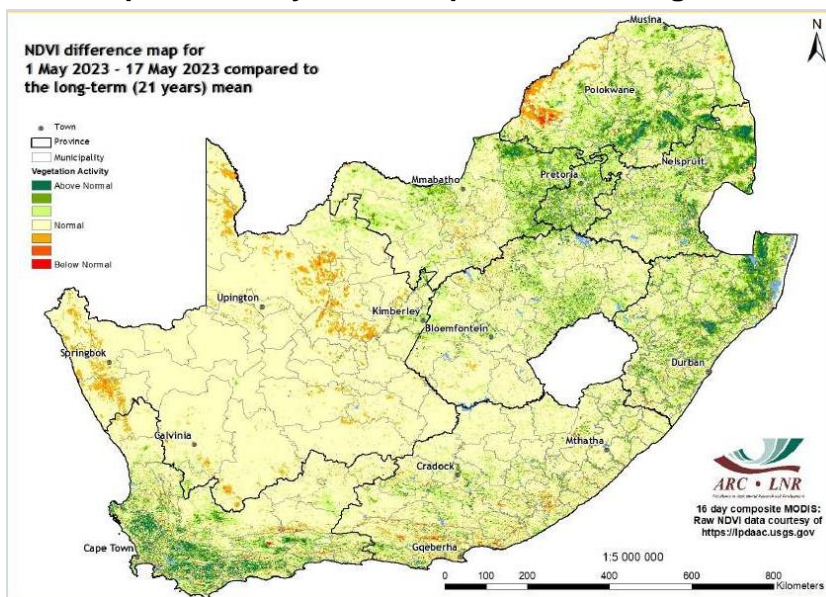 NDVI difference map for
1 May 2023 - 17 May 2023 compared to
the long-term (21 years) mean
Town
Province
Municipality
Vegetation Activity
Above Normal
Normal
Below Normal
N
Musina
Polokwane
Nelspruit
Pretoria
Mmabatho
Upington
Kimberley
Bloemfontein
Springbok
Durban
Calvinia
Mthatha
Cradock
Cape Town
Gqeberha
ARC • LNR
16 day composite MODIS:
Raw NDVI data courtesy of
https://lpdaac.usgs.gov
1:5 000 000
0 100 200 400 600 800
Kilometers